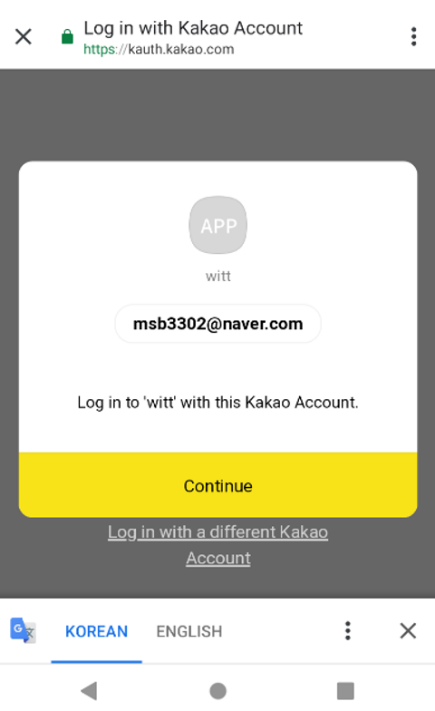 Log in with Kakao Account
https://kauth.kakao.com
APP
witt
msb3302@naver.com
Log in to 'witt' with this Kakao Account.
Continue
Log in with a different Kakao
Account
G 文
KOREAN ENGLISH